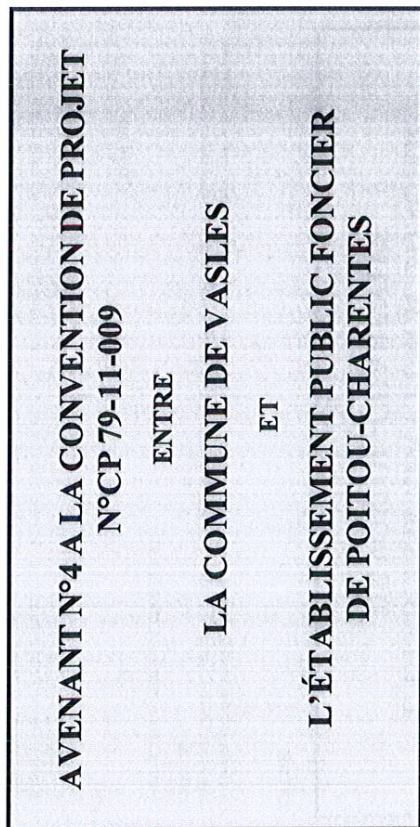 AVENANT N°4 A LA CONVENTION DE PROJET
N°CP 79-11-009
ENTRE
LA COMMUNE DE VASLES
ET
L'ÉTABLISSEMENT PUBLIC FONCIER
DE POITOU-CHARENTES